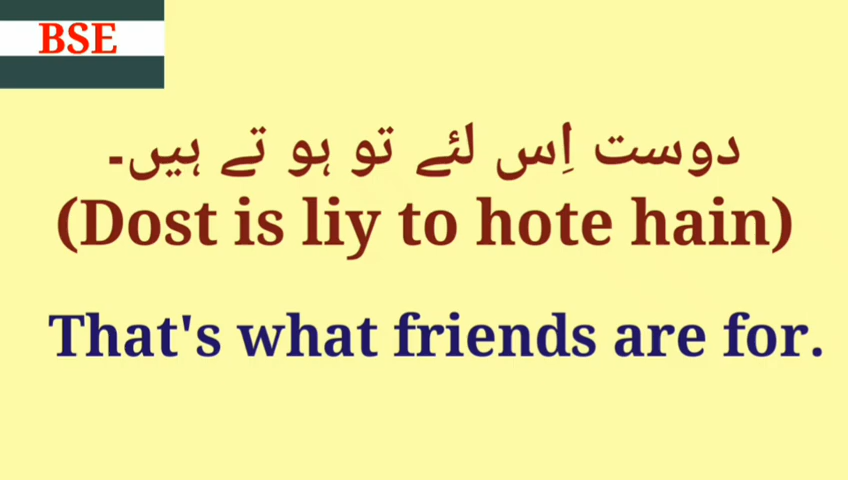 BSE
دوست اِس لئے تو ہو تے ہیں۔
(Dost is liy to hote hain)
That's what friends are for.